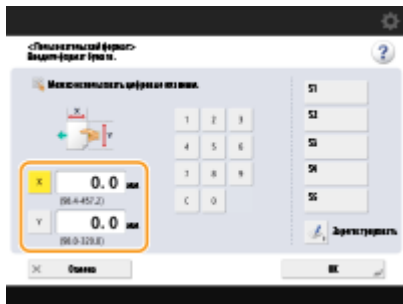 <Пользовательский формат>
Введите формат бумаги.
Можно использовать цифровые клавиши.
X
Y
1 2 3
4 5 6
7 8 9
C 0
X 0.0 мм
(98.4-457.2)
Y 0.0 мм
(98.0-320.0)
S1
S2
S3
S4
S5
Зарегистрировать
Отмена
OK